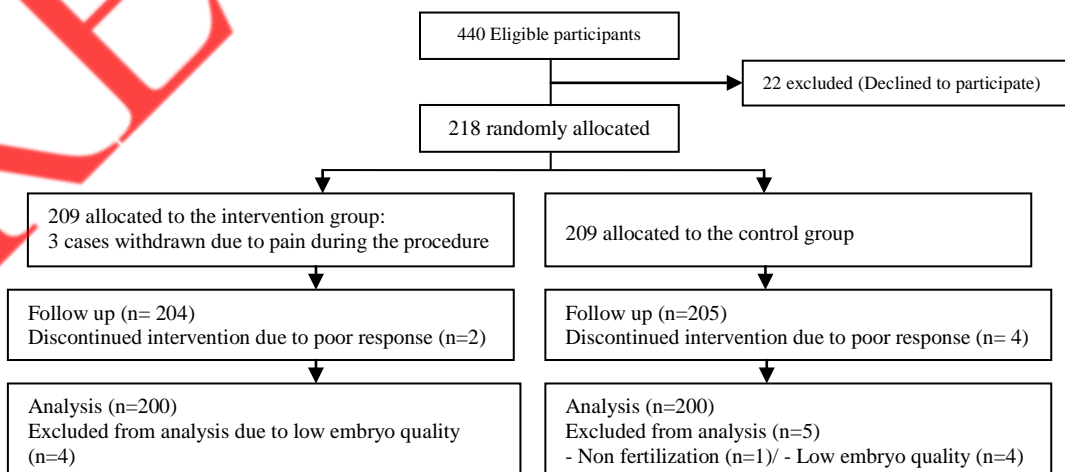 440 Eligible participants
22 excluded (Declined to participate)
218 randomly allocated
209 allocated to the intervention group:
3 cases withdrawn due to pain during the procedure
209 allocated to the control group
Follow up (n= 204)
Discontinued intervention due to poor response (n=2)
Follow up (n=205)
Discontinued intervention due to poor response (n= 4)
Analysis (n=200)
Excluded from analysis due to low embryo quality
(n=4)
Analysis (n=200)
Excluded from analysis (n=5)
- Non fertilization (n=1)/ - Low embryo quality (n=4)